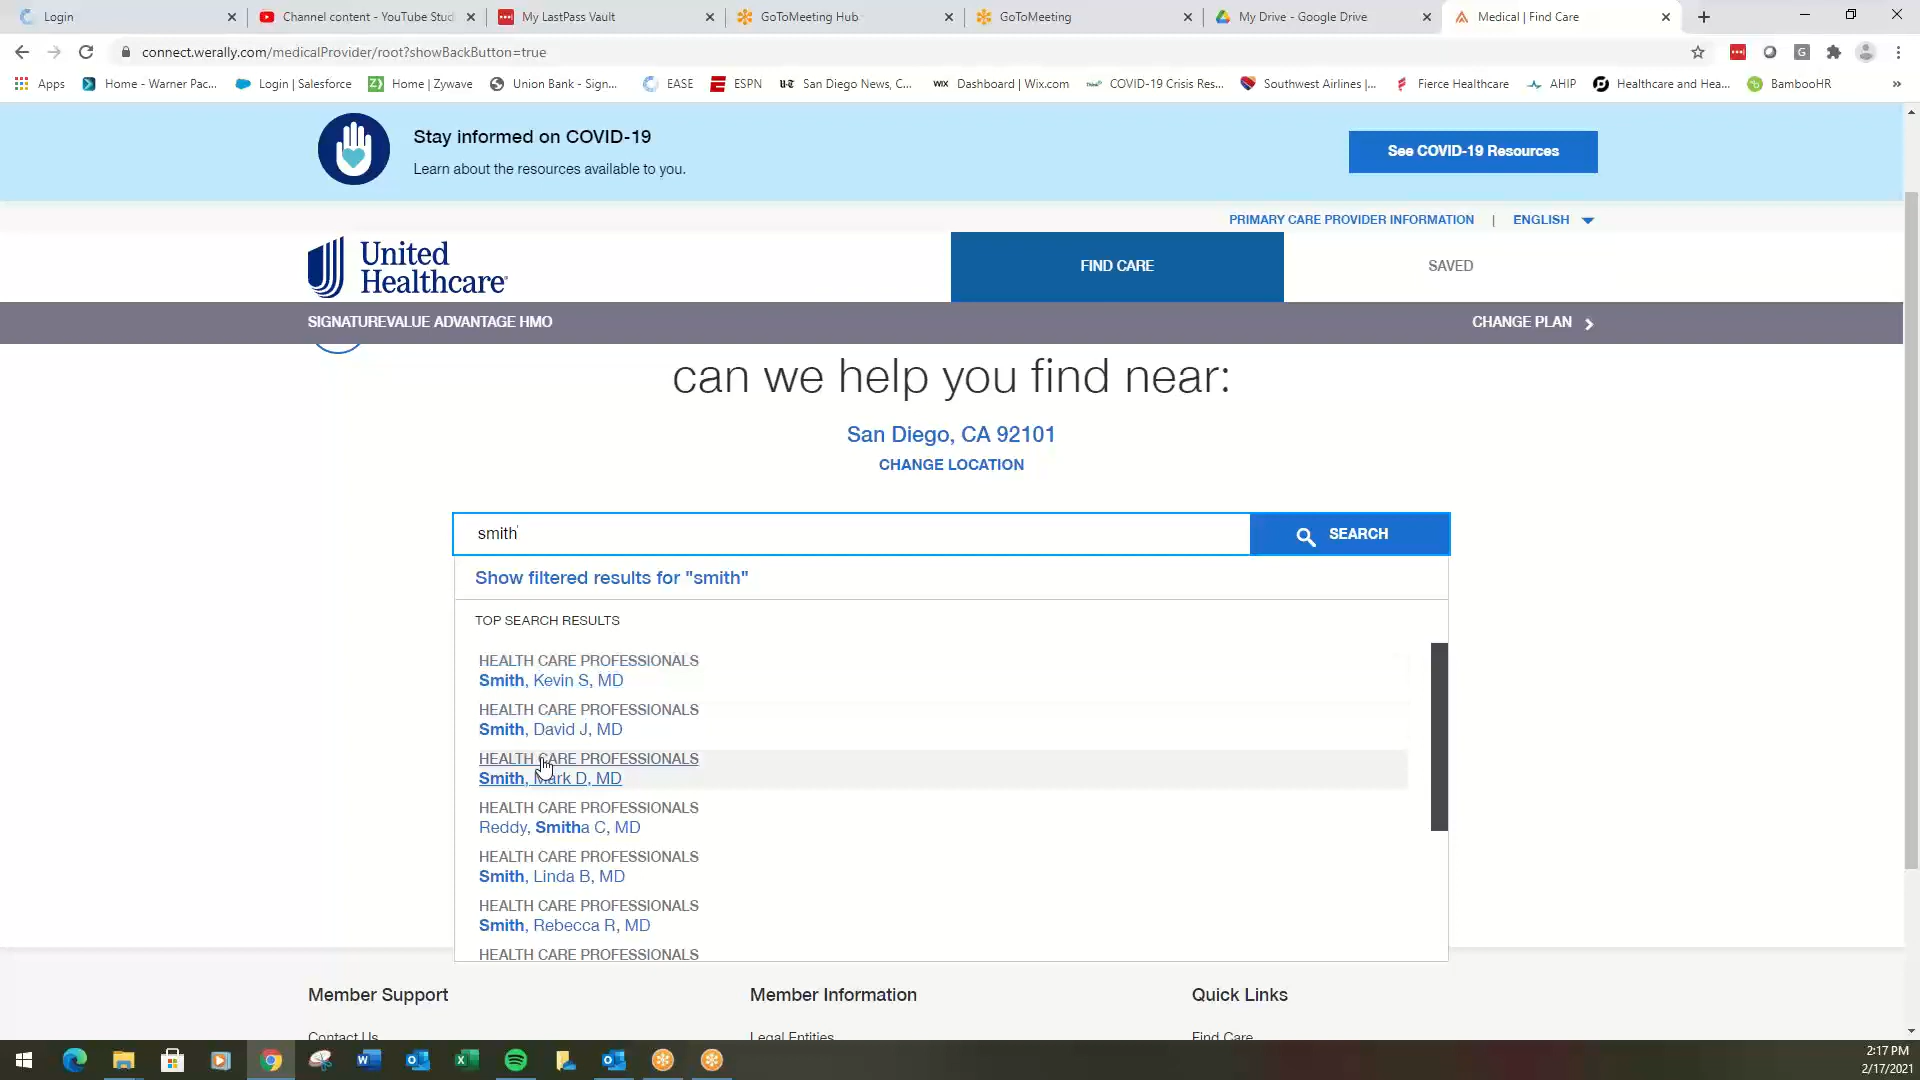 Login
Channel content - YouTube Stud
My LastPass Vault
GoToMeeting Hub
GoToMeeting
My Drive - Google Drive
Medical | Find Care
connect.werally.com/medicalProvider/root?showBackButton=true
Apps
Home - Warner Pac...
Login | Salesforce
Home | Zywave
Union Bank - Sign...
EASE
ESPN
San Diego News, C...
WIX
Dashboard | Wix.com
COVID-19 Crisis Res...
Southwest Airlines |...
Fierce Healthcare
AHIP
Healthcare and Hea...
BambooHR
»
Stay informed on COVID-19
Learn about the resources available to you.
See COVID-19 Resources
PRIMARY CARE PROVIDER INFORMATION | ENGLISH
United
Healthcare
FIND CARE
SAVED
SIGNATUREVALUE ADVANTAGE HMO
CHANGE PLAN
can we help you find near:
San Diego, CA 92101
CHANGE LOCATION
smith
SEARCH
Show filtered results for "smith"
TOP SEARCH RESULTS
HEALTH CARE PROFESSIONALS
Smith, Kevin S, MD
HEALTH CARE PROFESSIONALS
Smith, David J, MD
HEALTH CARE PROFESSIONALS
Smith, Mark D, MD
HEALTH CARE PROFESSIONALS
Reddy, Smitha C, MD
HEALTH CARE PROFESSIONALS
Smith, Linda B, MD
HEALTH CARE PROFESSIONALS
Smith, Rebecca R, MD
HEALTH CARE PROFESSIONALS
Member Support
Member Information
Quick Links
Contact Us
Legal Entities
Find Care
2:17 PM
2/17/2021